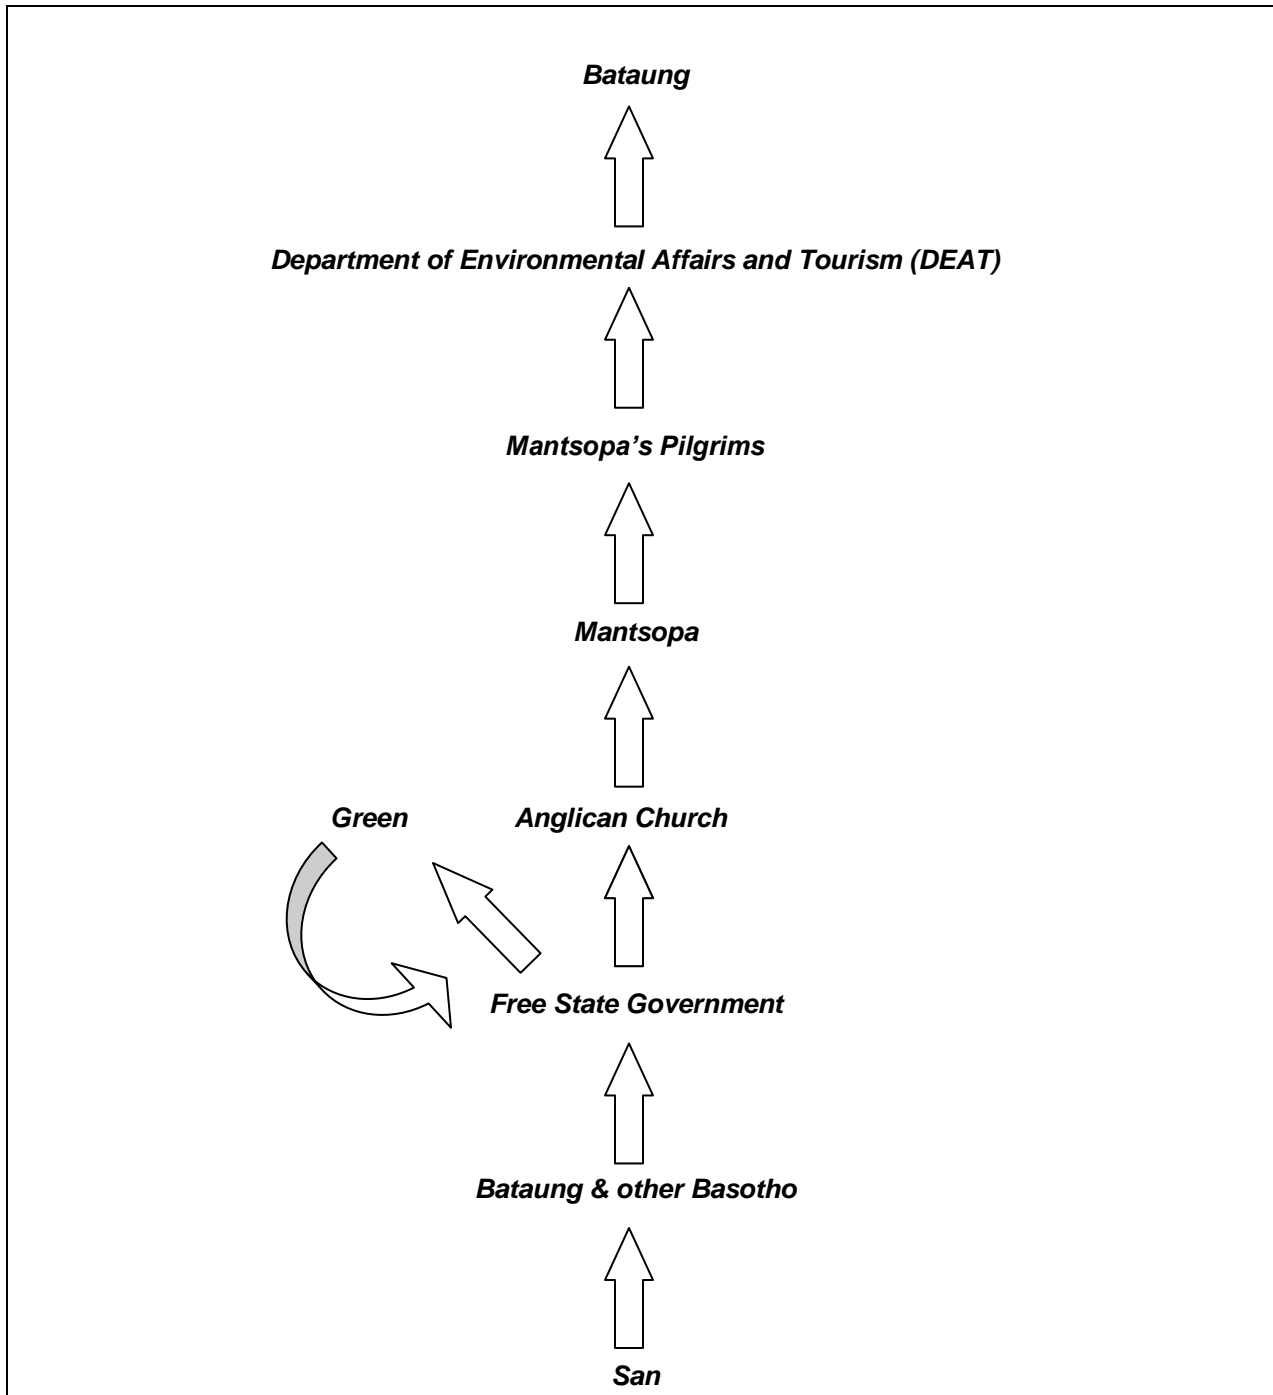 Bataung
Department of Environmental Affairs and Tourism (DEAT)
Mantsopa’s Pilgrims
Mantsopa
Green Anglican Church
Free State Government
Bataung & other Basotho
San